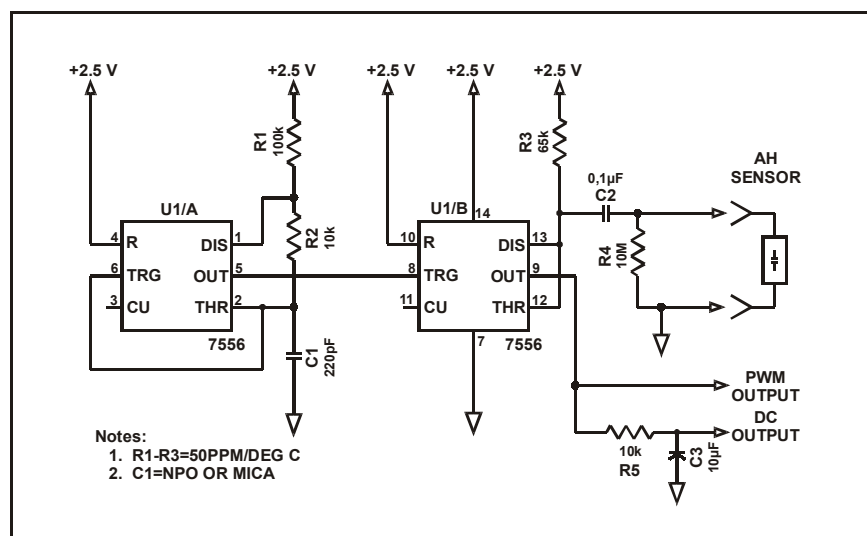 +2.5 V
+2.5 V
+2.5 V
+2.5 V
+2.5 V
R1
100k
R3
65k
AH
SENSOR
0,1µF
C2
U1/A
U1/B
14
4
R
DIS
1
R2
10k
10
R
DIS
13
R4
10M
6
TRG
OUT
5
8
TRG
OUT
9
3
CU
THR
2
11
CU
THR
12
7556
7
7556
C1
220pF
PWM
OUTPUT
DC
OUTPUT
10k
R5
C3
10µF
Notes:
1. R1-R3=50PPM/DEG C
2. C1=NPO OR MICA